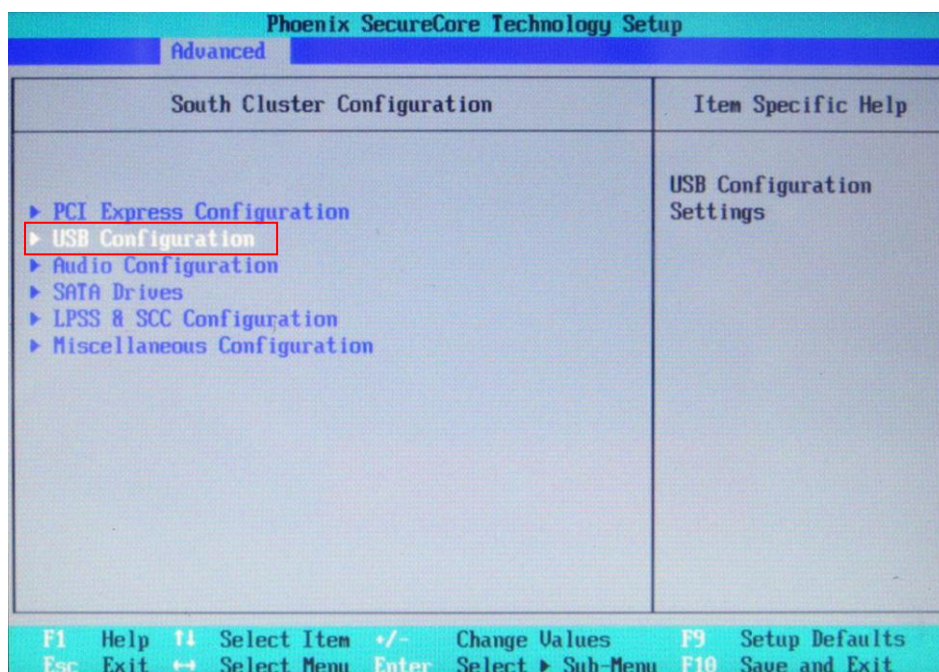 Phoenix SecureCore Technology Setup
Advanced
South Cluster Configuration
Item Specific Help
USB Configuration
Settings
▶ PCI Express Configuration
▶ USB Configuration
▶ Audio Configuration
▶ SATA Drives
▶ LPSS & SCC Configuration
▶ Miscellaneous Configuration
F1 Help ↑↓ Select Item +/- Change Values F9 Setup Defaults
Esc Exit ↔ Select Menu Enter Select ▶ Sub-Menu F10 Save and Exit